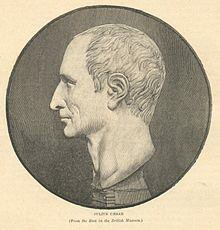 JULIUS CÆSAR.
(From the Bust in the British Museum.)